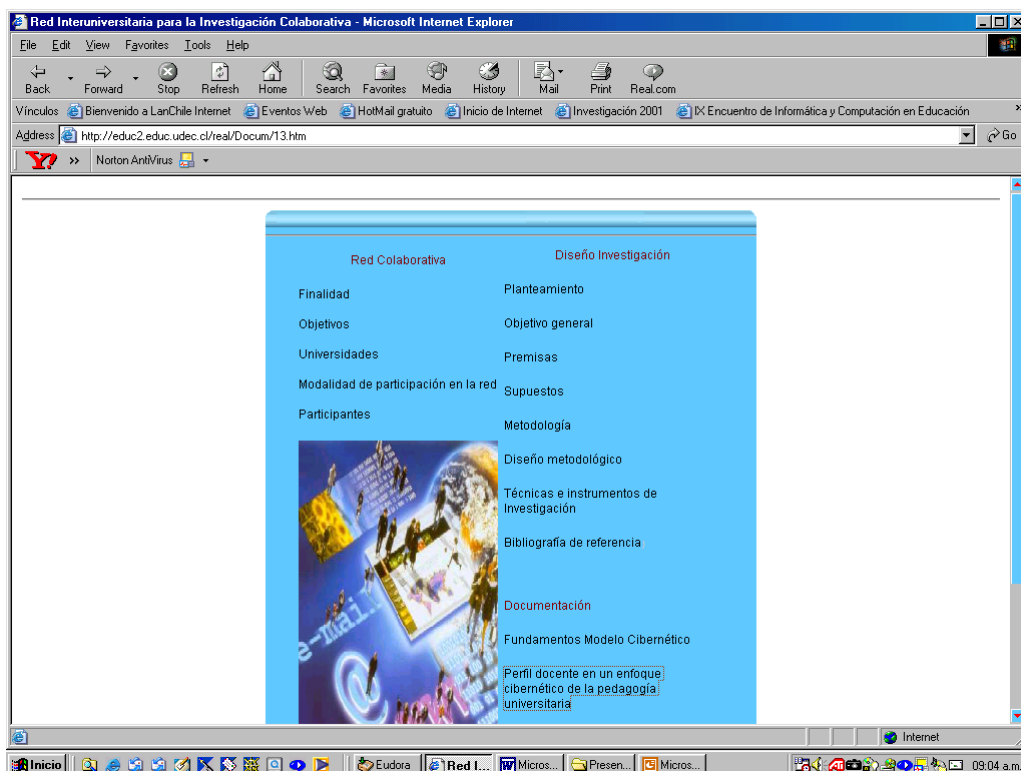 Red Interuniversitaria para la Investigación Colaborativa - Microsoft Internet Explorer
File Edit View Favorites Tools Help
Back Forward Stop Refresh Home Search Favorites Media History Mail Print Real.com
Vínculos Bienvenido a LanChile Internet Eventos Web HotMail gratuito Inicio de Internet Investigación 2001 IX Encuentro de Informática y Computación en Educación »
Address http://educ2.educ.udec.cl/real/Docum/13.htm Go
Y? » Norton AntiVirus
Red Colaborativa
Finalidad
Objetivos
Universidades
Modalidad de participación en la red
Participantes
e-mail
@
Diseño Investigación
Planteamiento
Objetivo general
Premisas
Supuestos
Metodología
Diseño metodológico
Técnicas e instrumentos de
Investigación
Bibliografía de referencia
Documentación
Fundamentos Modelo Cibernético
Perfil docente en un enfoque
cibernético de la pedagogía
universitaria
Internet
Inicio Eudora Red I... Micros... Presen... Micros... 09:04 a.m.